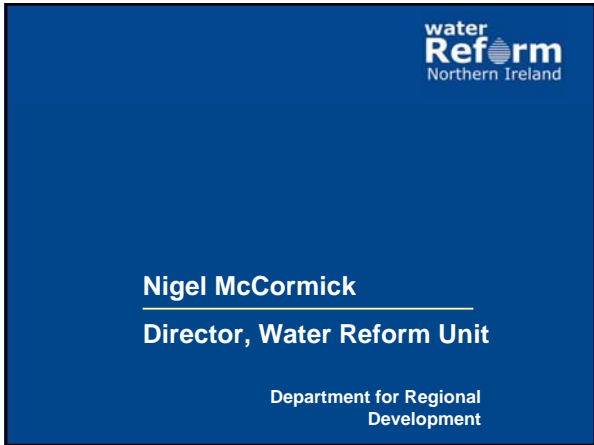 water
Reform
Northern Ireland
Nigel McCormick
Director, Water Reform Unit
Department for Regional
Development